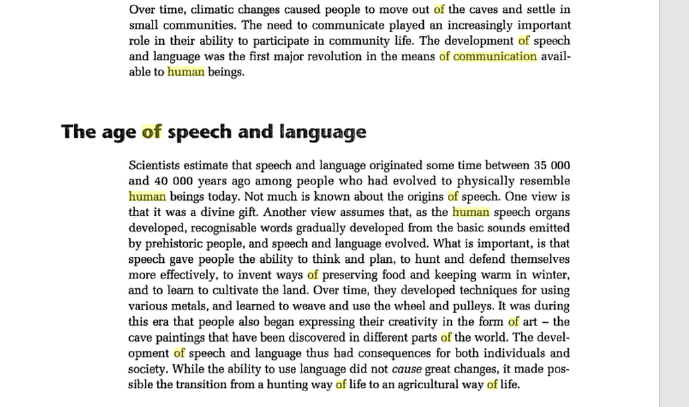 Over time, climatic changes caused people to move out of the caves and settle in
small communities. The need to communicate played an increasingly important
role in their ability to participate in community life. The development of speech
and language was the first major revolution in the means of communication avail-
able to human beings.
The age of speech and language
Scientists estimate that speech and language originated some time between 35 000
and 40 000 years ago among people who had evolved to physically resemble
human beings today. Not much is known about the origins of speech. One view is
that it was a divine gift. Another view assumes that, as the human speech organs
developed, recognisable words gradually developed from the basic sounds emitted
by prehistoric people, and speech and language evolved. What is important, is that
speech gave people the ability to think and plan, to hunt and defend themselves
more effectively, to invent ways of preserving food and keeping warm in winter,
and to learn to cultivate the land. Over time, they developed techniques for using
various metals, and learned to weave and use the wheel and pulleys. It was during
this era that people also began expressing their creativity in the form of art – the
cave paintings that have been discovered in different parts of the world. The devel-
opment of speech and language thus had consequences for both individuals and
society. While the ability to use language did not cause great changes, it made pos-
sible the transition from a hunting way of life to an agricultural way of life.